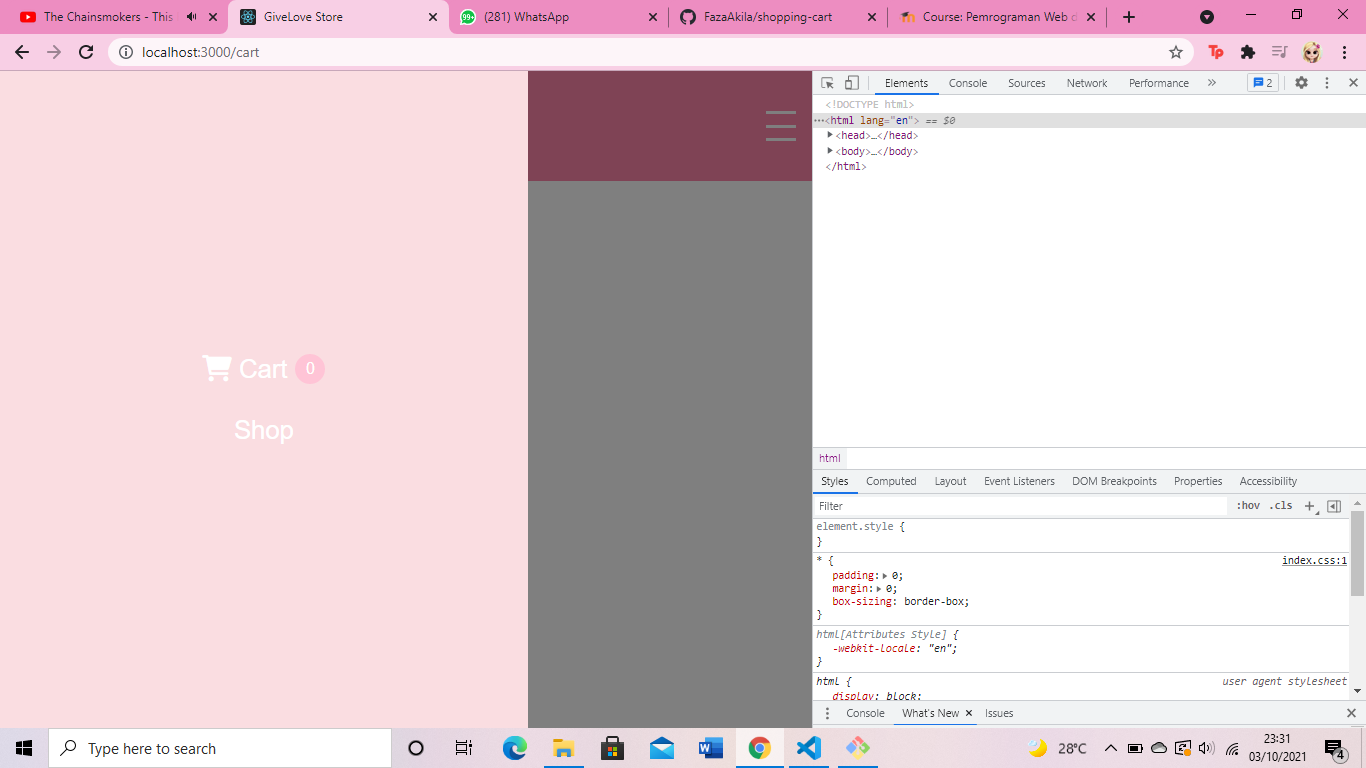 The Chainsmokers - This
GiveLove Store
99+
(281) WhatsApp
FazaAkila/shopping-cart
Course: Pemrograman Web d
localhost:3000/cart
Tp
Cart 0
Shop
Elements
Console
Sources
Network
Performance
»
2
<!DOCTYPE html>
…<html lang="en"> == $0
<head>…</head>
<body>…</body>
</html>
html
Styles
Computed
Layout
Event Listeners
DOM Breakpoints
Properties
Accessibility
Filter
:hov .cls
element.style {
}
* {
index.css:1
padding: 0;
margin: 0;
box-sizing: border-box;
}
html[Attributes Style] {
-webkit-locale: "en";
}
html {
user agent stylesheet
display: block;
Console
What's New
Issues
Type here to search
28°C
23:31
03/10/2021
4